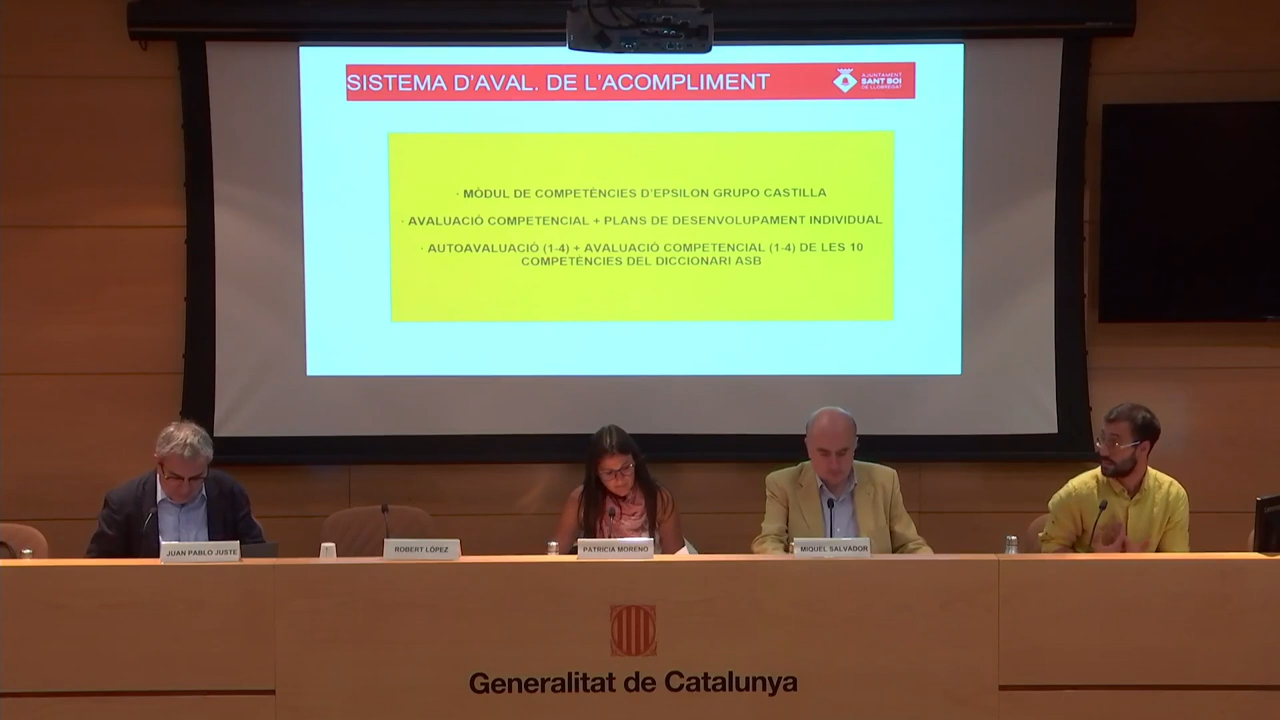 SISTEMA D'AVAL. DE L'ACOMPLIMENT
AJUNTAMENT
SANT BOI
DE LLOBREGAT
· MÒDUL DE COMPETÈNCIES D'EPSILON GRUPO CASTILLA
· AVALUACIÓ COMPETENCIAL + PLANS DE DESENVOLUPAMENT INDIVIDUAL
· AUTOAVALUACIÓ (1-4) + AVALUACIÓ COMPETENCIAL (1-4) DE LES 10
COMPETÈNCIES DEL DICCIONARI ASB
JUAN PABLO JUSTE
ROBERT LÓPEZ
PATRICIA MORENO
MIQUEL SALVADOR
Generalitat de Catalunya